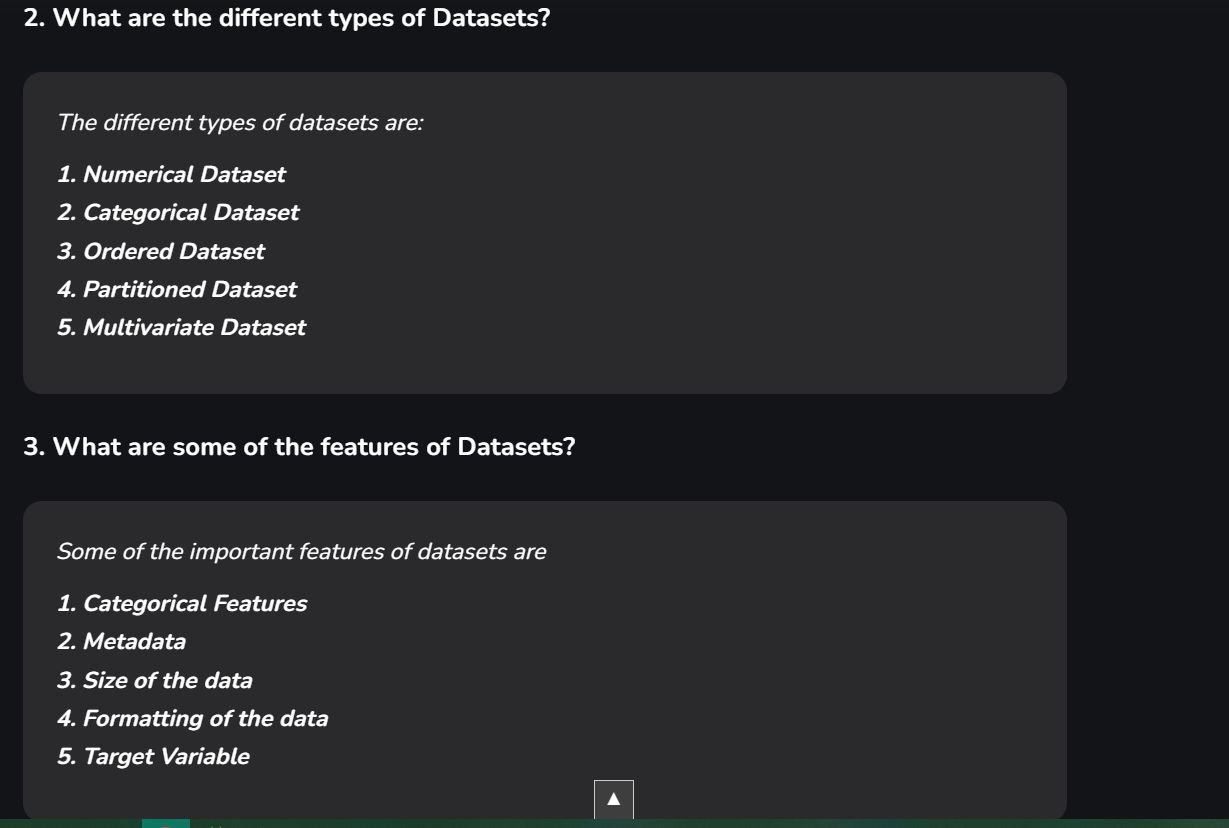 2. What are the different types of Datasets?
The different types of datasets are:
1. Numerical Dataset
2. Categorical Dataset
3. Ordered Dataset
4. Partitioned Dataset
5. Multivariate Dataset
3. What are some of the features of Datasets?
Some of the important features of datasets are
1. Categorical Features
2. Metadata
3. Size of the data
4. Formatting of the data
5. Target Variable